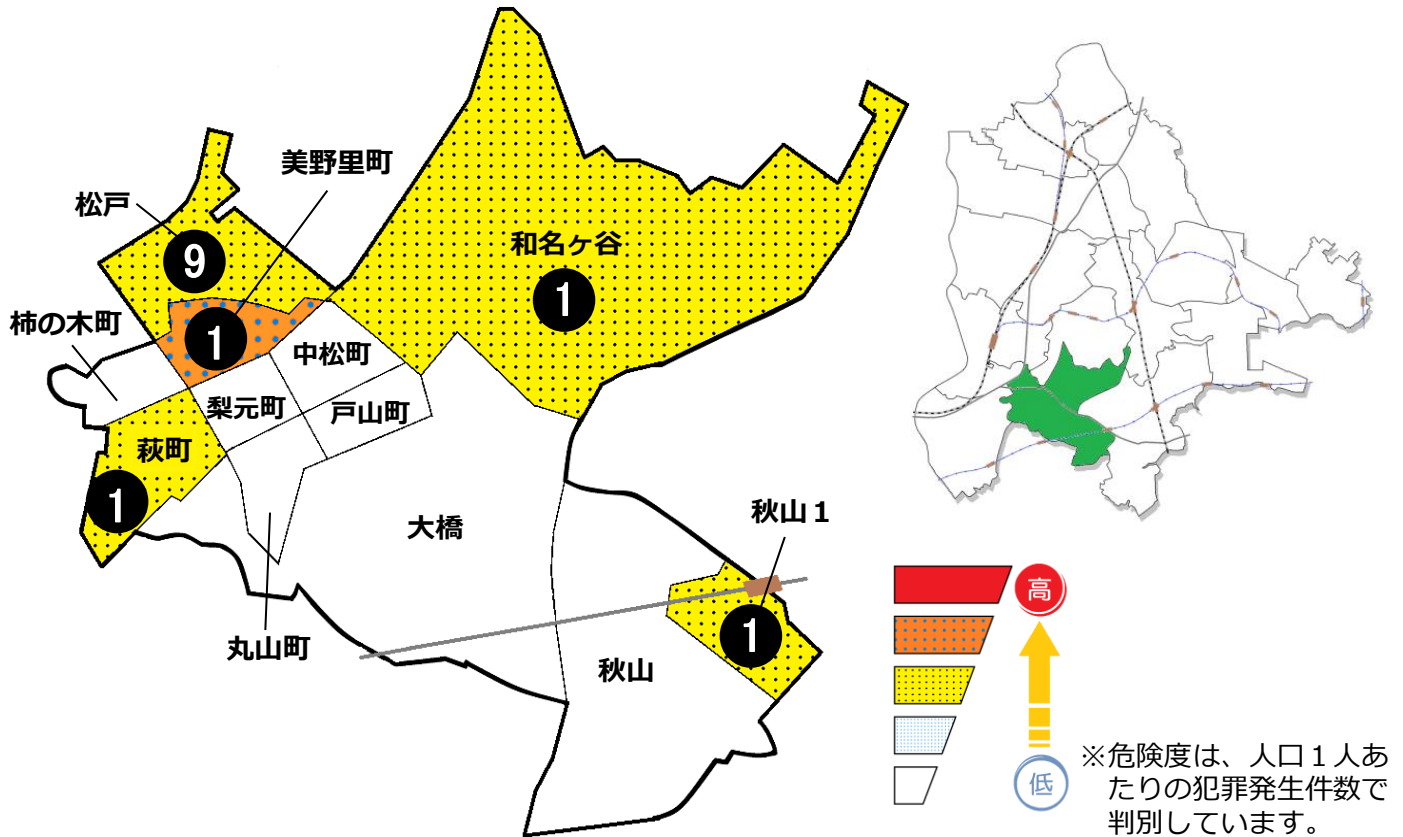 美野里町
松戸
9
和名ヶ谷
1
柿の木町
1
中松町
梨元町
戸山町
萩町
1
大橋
秋山1
1
丸山町
秋山
高
低
※危険度は、人口1人あ
たりの犯罪発生件数で
判別しています。